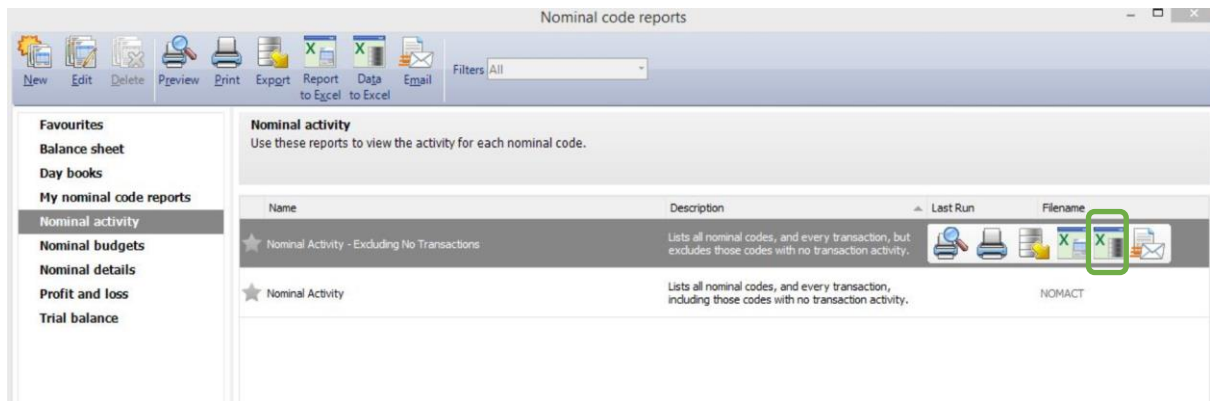 Nominal code reports
New Edit Delete Preview Print Export Report to Excel Data to Excel Email Filters All
Favourites
Balance sheet
Day books
My nominal code reports
Nominal activity
Nominal budgets
Nominal details
Profit and loss
Trial balance
Nominal activity
Use these reports to view the activity for each nominal code.
Name Description Last Run Filename
Nominal Activity - Excluding No Transactions
Lists all nominal codes, and every transaction, but
excludes those codes with no transaction activity.
Nominal Activity
Lists all nominal codes, and every transaction,
including those codes with no transaction activity.
NOMACT